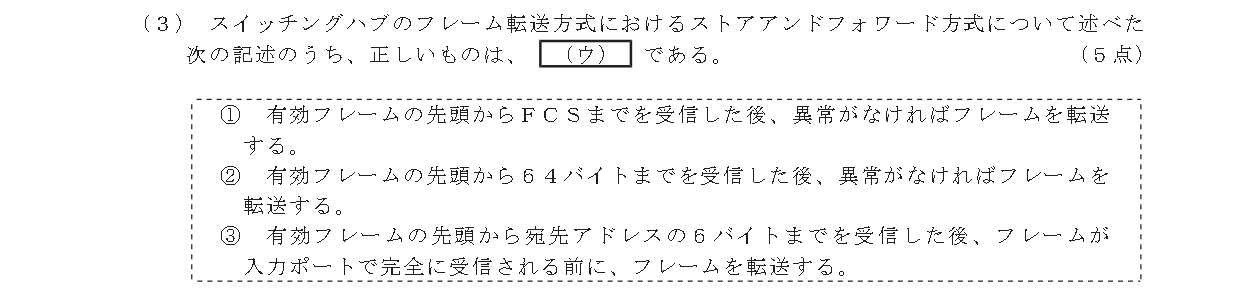 （３） スイッチングハブのフレーム転送方式におけるストアアンドフォワード方式について述べた
次の記述のうち、正しいものは、 （ウ） である。 （５点）
① 有効フレームの先頭からＦＣＳまでを受信した後、異常がなければフレームを転送
する。
② 有効フレームの先頭から６４バイトまでを受信した後、異常がなければフレームを
転送する。
③ 有効フレームの先頭から宛先アドレスの６バイトまでを受信した後、フレームが
入力ポートで完全に受信される前に、フレームを転送する。